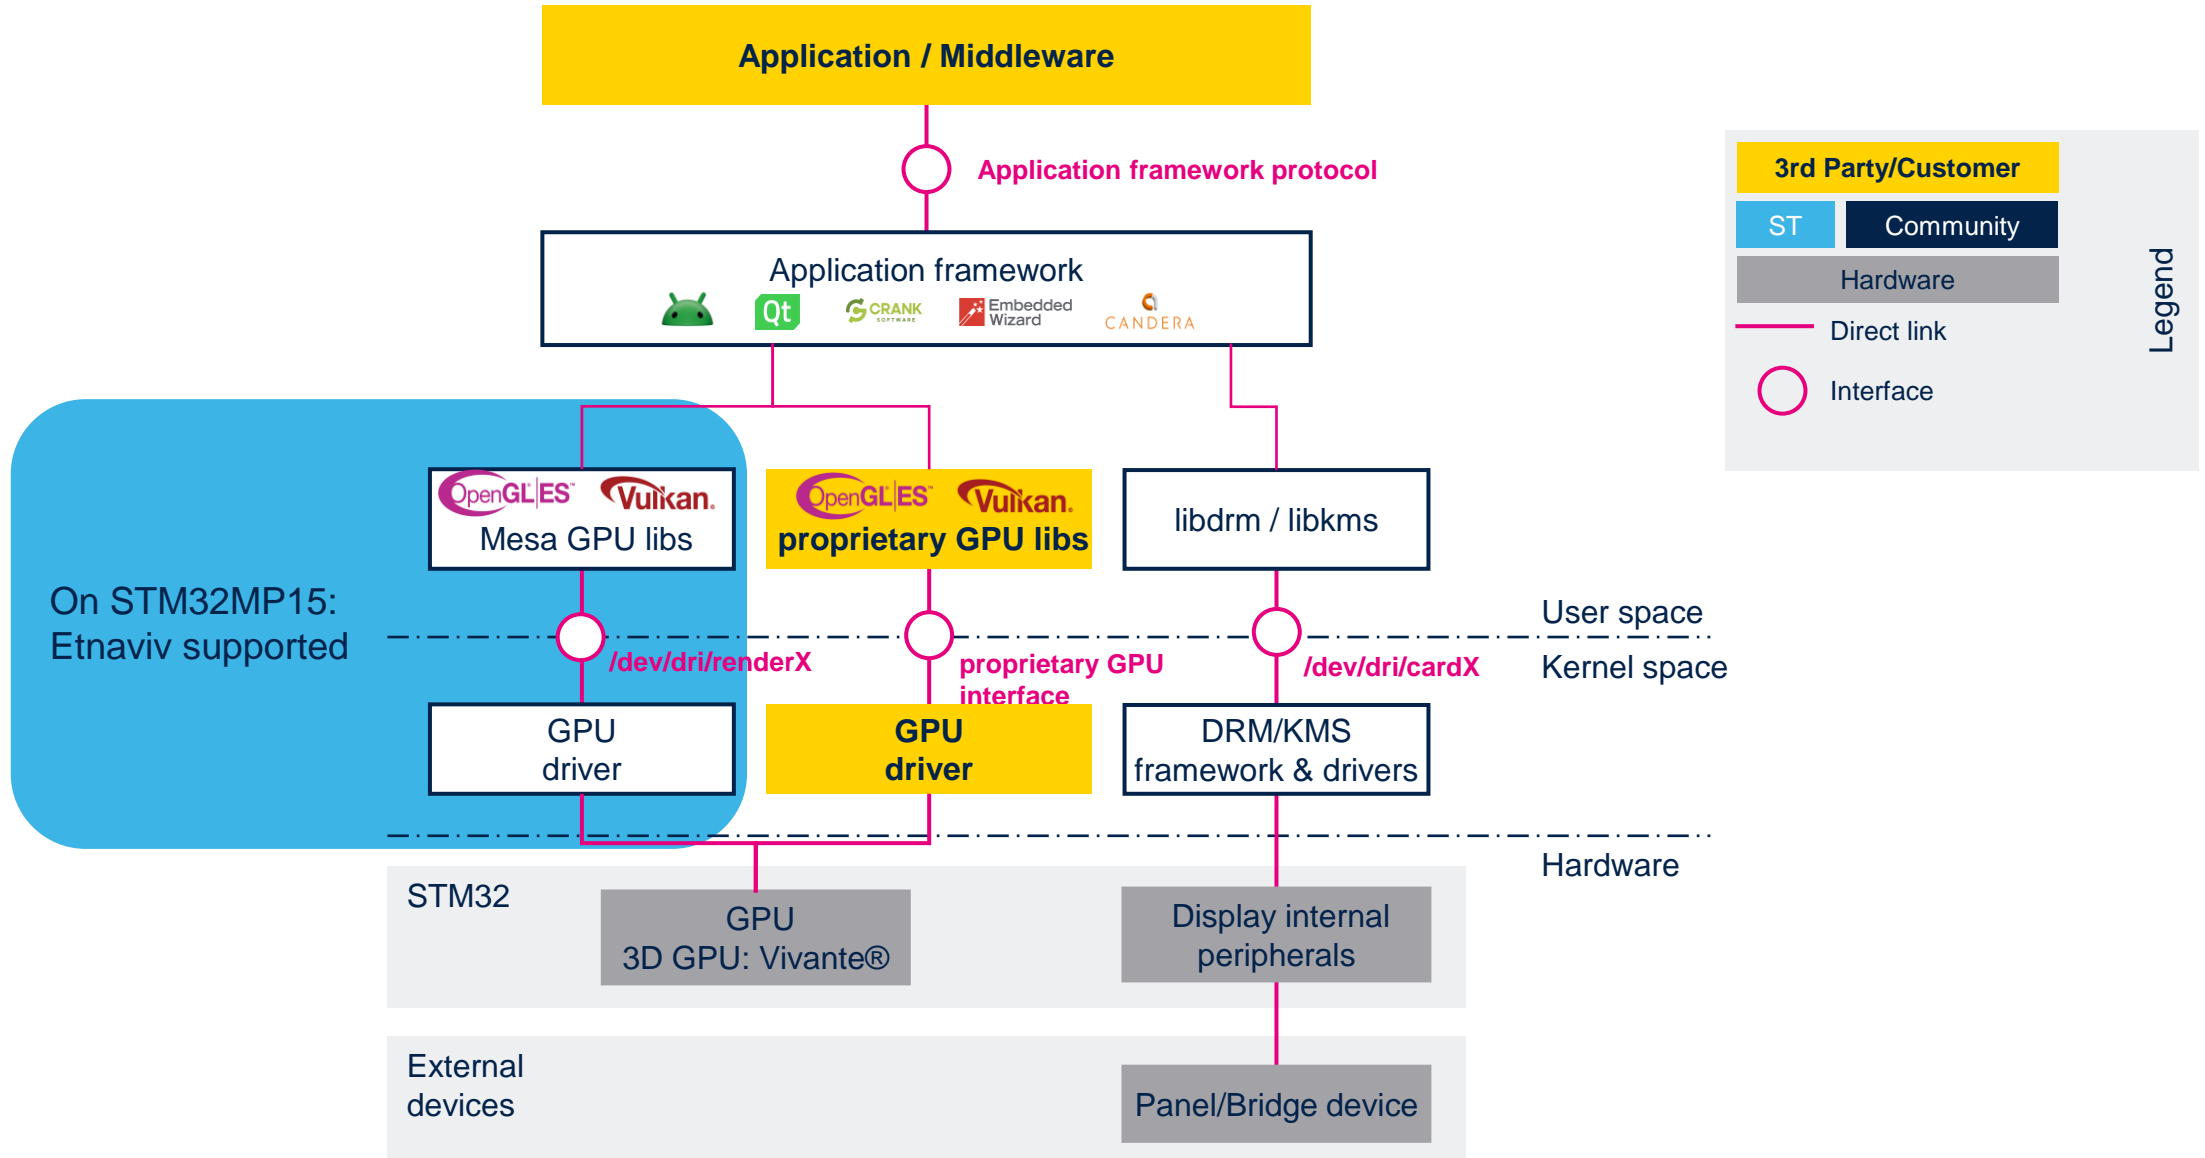 Application / Middleware
Application framework protocol
Application framework
Qt
CRANK
SOFTWARE
Embedded
Wizard
CANDERA
OpenGL|ES™
Vulkan®
Mesa GPU libs
OpenGL|ES™
Vulkan®
proprietary GPU libs
libdrm / libkms
On STM32MP15:
Etnaviv supported
User space
/dev/dri/renderX
proprietary GPU
interface
/dev/dri/cardX
Kernel space
GPU
driver
GPU
driver
DRM/KMS
framework & drivers
Hardware
STM32
GPU
3D GPU: Vivante®
Display internal
peripherals
External
devices
Panel/Bridge device
3rd Party/Customer
ST
Community
Hardware
Direct link
Interface
Legend